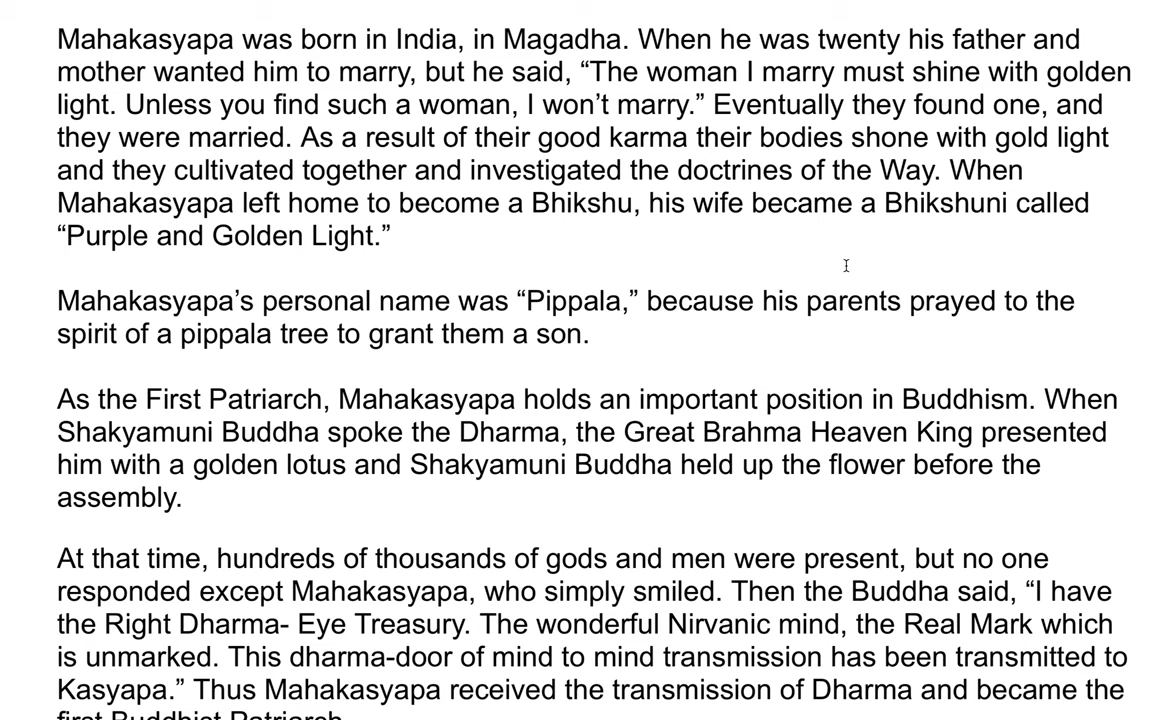 Mahakasyapa was born in India, in Magadha. When he was twenty his father and
mother wanted him to marry, but he said, “The woman I marry must shine with golden
light. Unless you find such a woman, I won’t marry.” Eventually they found one, and
they were married. As a result of their good karma their bodies shone with gold light
and they cultivated together and investigated the doctrines of the Way. When
Mahakasyapa left home to become a Bhikshu, his wife became a Bhikshuni called
“Purple and Golden Light.”
Mahakasyapa’s personal name was “Pippala,” because his parents prayed to the
spirit of a pippala tree to grant them a son.
As the First Patriarch, Mahakasyapa holds an important position in Buddhism. When
Shakyamuni Buddha spoke the Dharma, the Great Brahma Heaven King presented
him with a golden lotus and Shakyamuni Buddha held up the flower before the
assembly.
At that time, hundreds of thousands of gods and men were present, but no one
responded except Mahakasyapa, who simply smiled. Then the Buddha said, “I have
the Right Dharma- Eye Treasury. The wonderful Nirvanic mind, the Real Mark which
is unmarked. This dharma-door of mind to mind transmission has been transmitted to
Kasyapa.” Thus Mahakasyapa received the transmission of Dharma and became the
first Buddhist Patriarch.